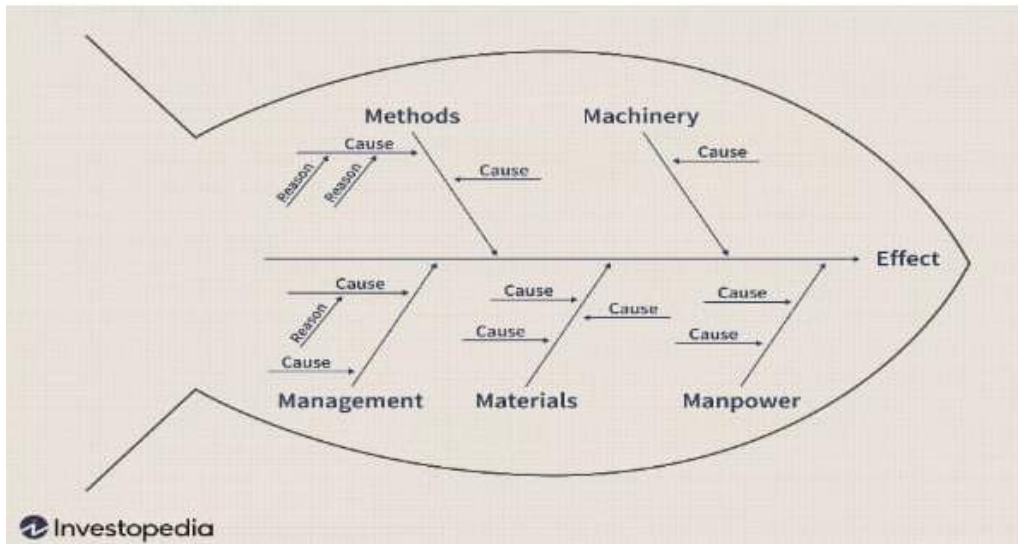 Methods
Machinery
Cause
Cause
Reason
Reason
Cause
Effect
Cause
Cause
Cause
Cause
Reason
Cause
Cause
Cause
Management
Materials
Manpower
Investopedia